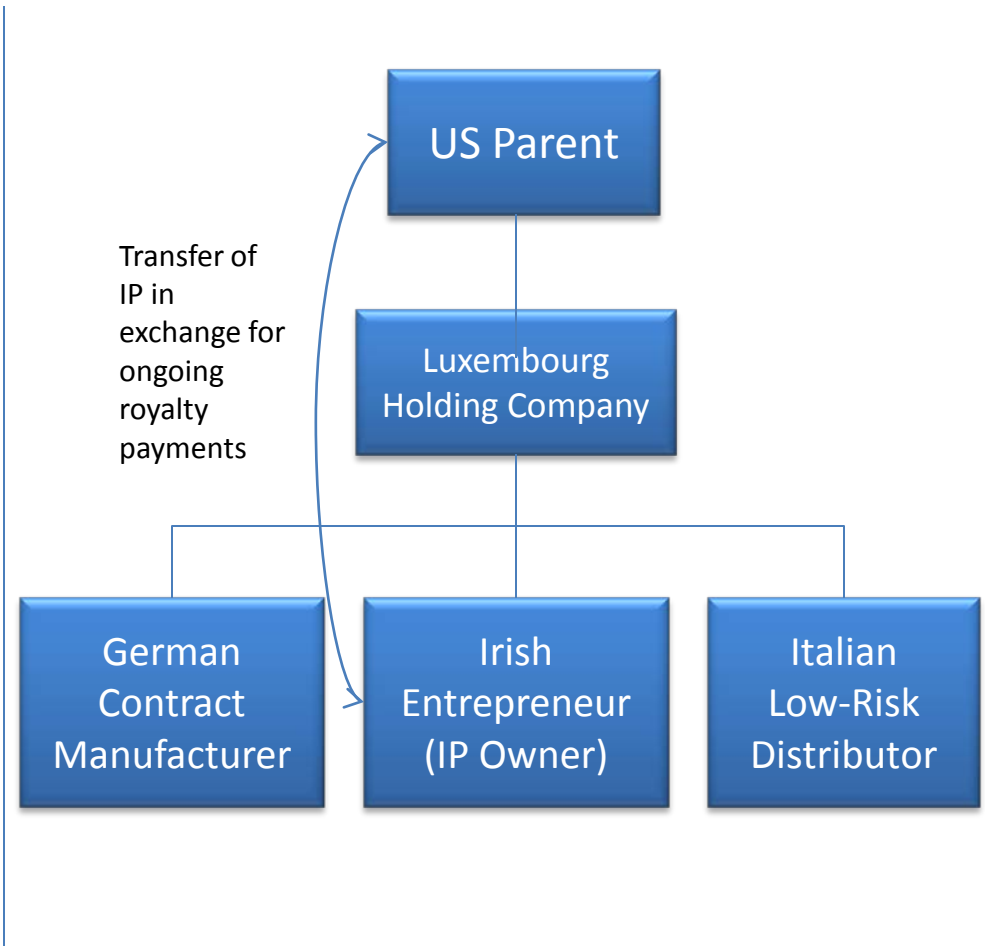 US Parent
Transfer of
IP in
exchange for
ongoing
royalty
payments
Luxembourg
Holding Company
German
Contract
Manufacturer
Irish
Entrepreneur
(IP Owner)
Italian
Low-Risk
Distributor